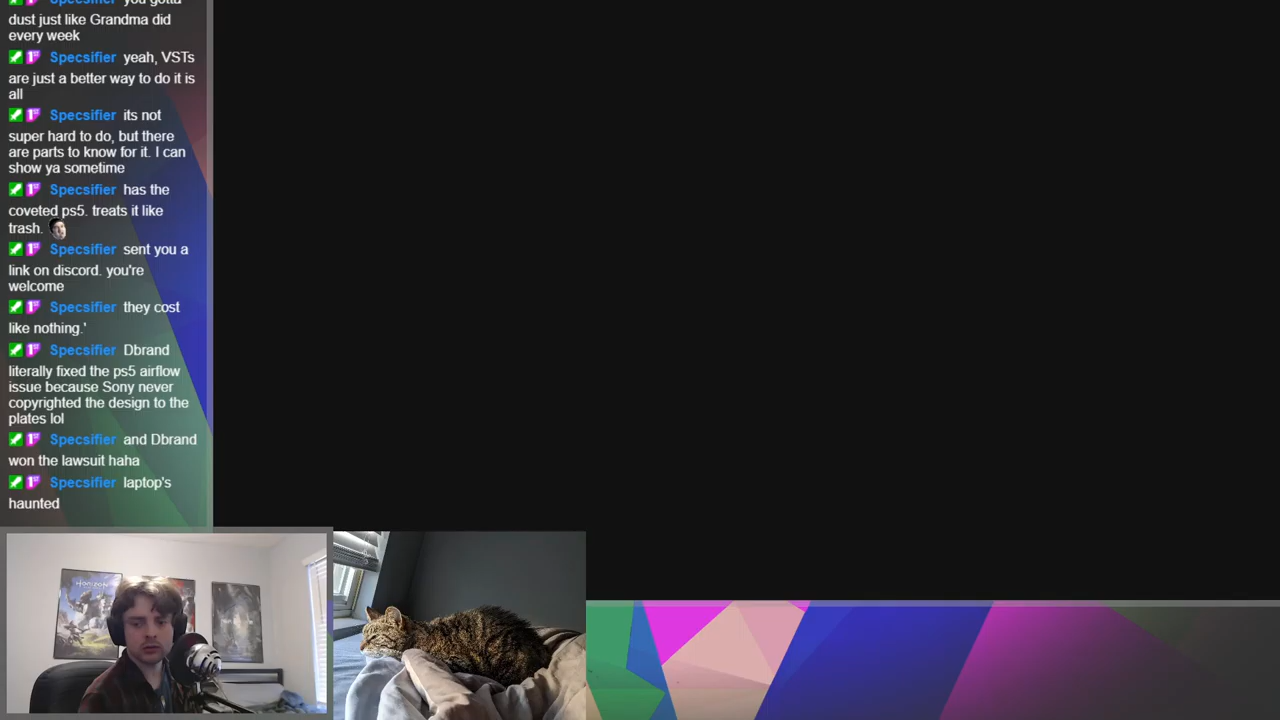 Specsifier you gotta
dust just like Grandma did
every week
Specsifier yeah, VSTs
are just a better way to do it is
all
Specsifier its not
super hard to do, but there
are parts to know for it. I can
show ya sometime
Specsifier has the
coveted ps5. treats it like
trash.
Specsifier sent you a
link on discord. you're
welcome
Specsifier they cost
like nothing.'
Specsifier Dbrand
literally fixed the ps5 airflow
issue because Sony never
copyrighted the design to the
plates lol
Specsifier and Dbrand
won the lawsuit haha
Specsifier laptop's
haunted
HORIZON